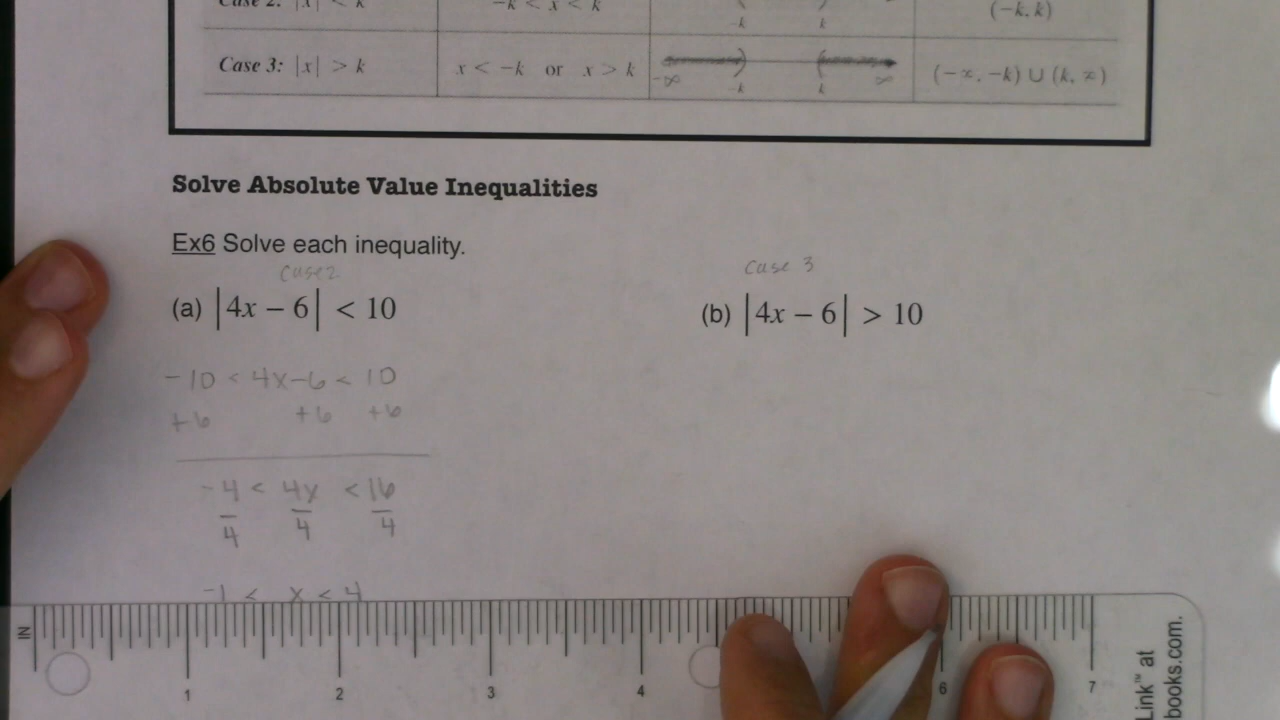 Case 2: |x| < k −k < x < k -k k (−k, k)
Case 3: |x| > k x < −k or x > k -∞ -k k ∞ (−∞, −k) ∪ (k, ∞)
Solve Absolute Value Inequalities
Ex6 Solve each inequality.
case2
case 3
(a) |4x − 6| < 10
(b) |4x − 6| > 10
-10 < 4x-6 < 10
+6 +6 +6
-4 < 4x < 16
4 4 4
-1 < x < 4
IN 1 2 3 4 6 7
Link™ at
books.com.